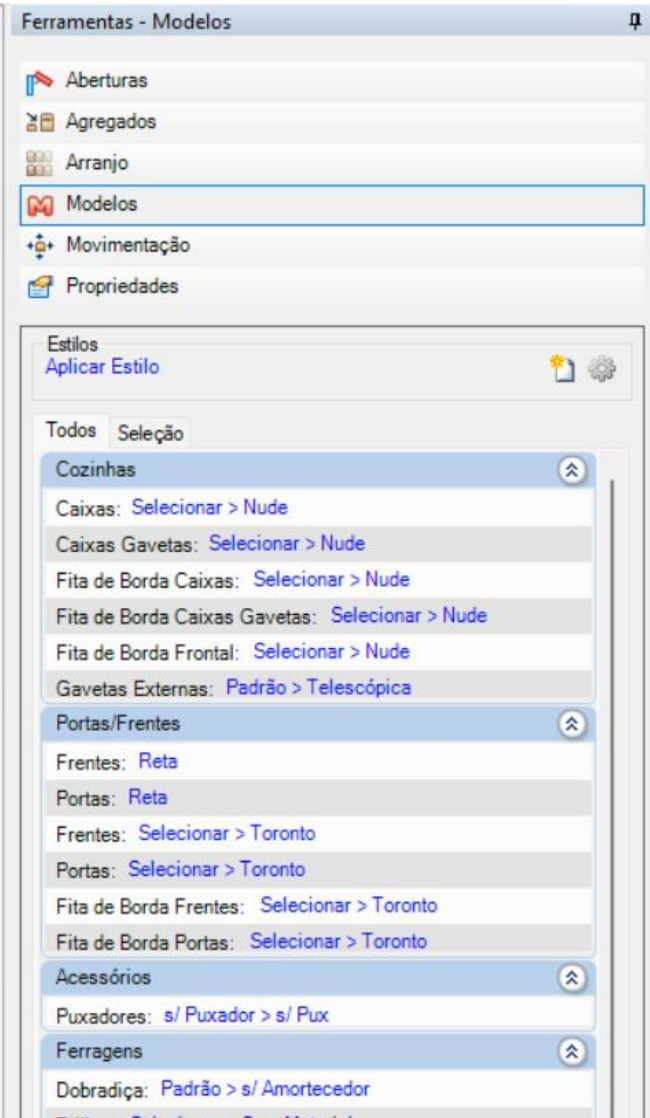 Ferramentas - Modelos
Aberturas
Agregados
Arranjo
Modelos
Movimentação
Propriedades
Estilos
Aplicar Estilo
Todos Seleção
Cozinhas
Caixas: Selecionar > Nude
Caixas Gavetas: Selecionar > Nude
Fita de Borda Caixas: Selecionar > Nude
Fita de Borda Caixas Gavetas: Selecionar > Nude
Fita de Borda Frontal: Selecionar > Nude
Gavetas Externas: Padrão > Telescópica
Portas/Frentes
Frentes: Reta
Portas: Reta
Frentes: Selecionar > Toronto
Portas: Selecionar > Toronto
Fita de Borda Frentes: Selecionar > Toronto
Fita de Borda Portas: Selecionar > Toronto
Acessórios
Puxadores: s/ Puxador > s/ Pux
Ferragens
Dobradiça: Padrão > s/ Amortecedor